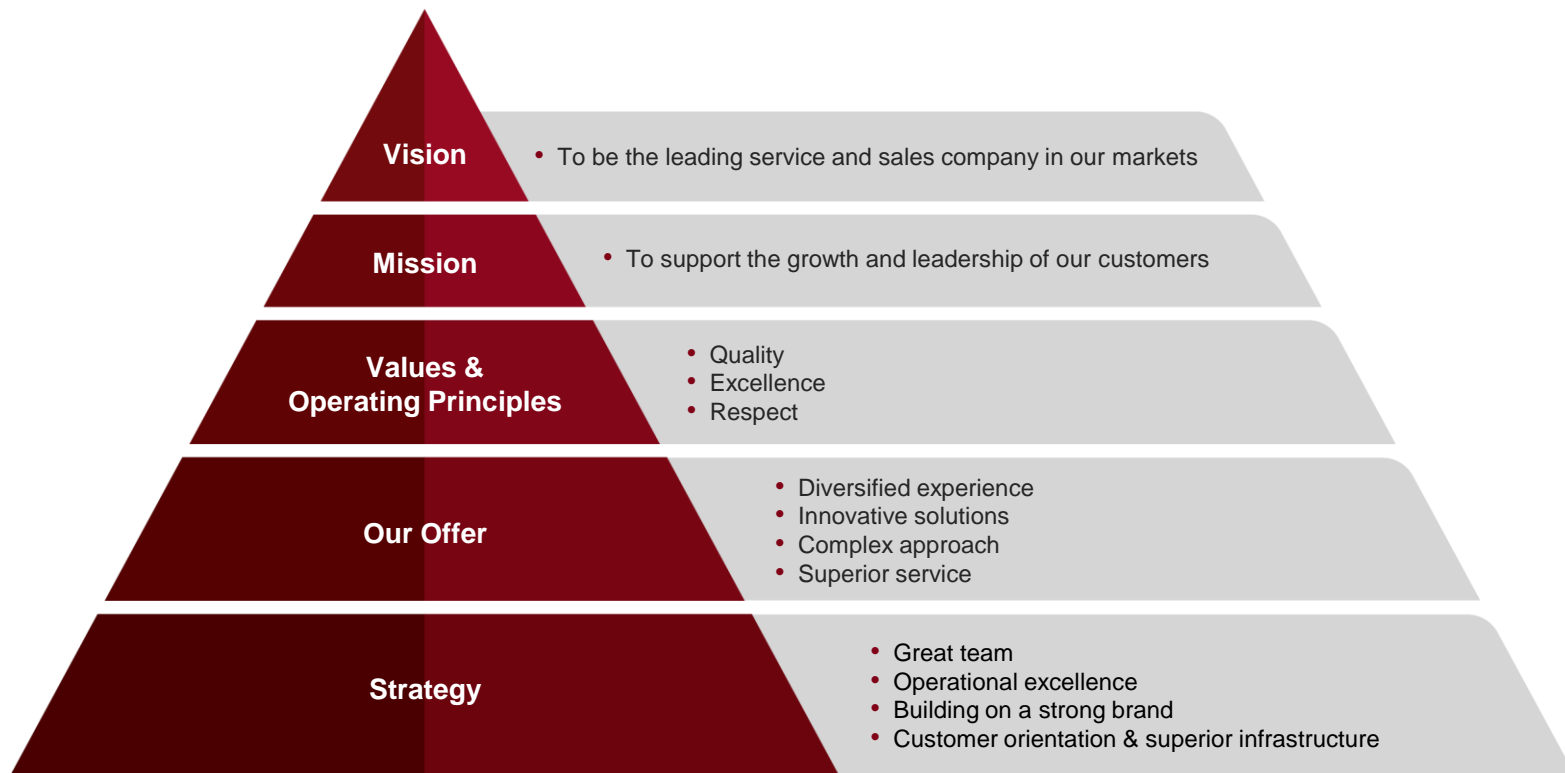 Vision
• To be the leading service and sales company in our markets
Mission
• To support the growth and leadership of our customers
Values &
Operating Principles
• Quality
• Excellence
• Respect
Our Offer
• Diversified experience
• Innovative solutions
• Complex approach
• Superior service
Strategy
• Great team
• Operational excellence
• Building on a strong brand
• Customer orientation & superior infrastructure